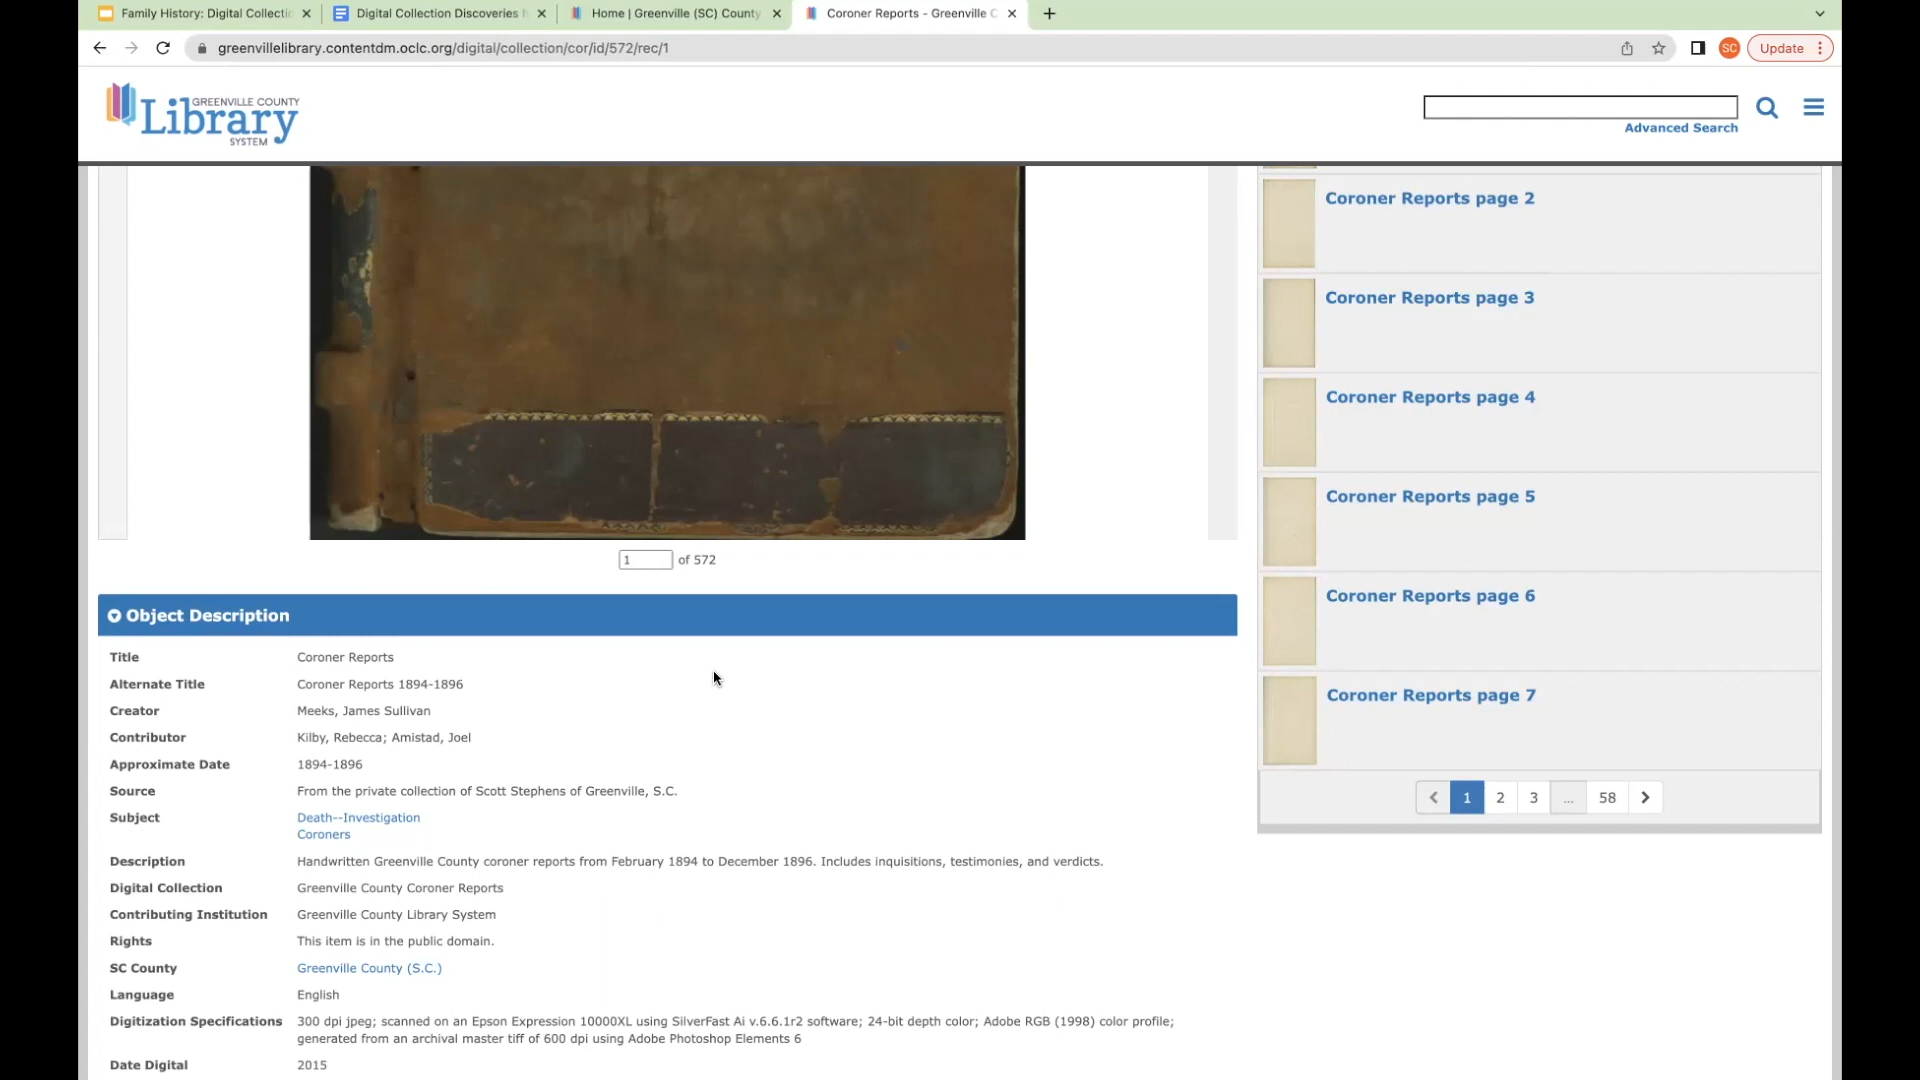 Family History: Digital Collectio
Digital Collection Discoveries h
Home | Greenville (SC) County
Coroner Reports - Greenville C
greenvillelibrary.contentdm.oclc.org/digital/collection/cor/id/572/rec/1
SC
Update
GREENVILLE COUNTY
Library
SYSTEM
Advanced Search
Coroner Reports page 2
Coroner Reports page 3
Coroner Reports page 4
Coroner Reports page 5
Coroner Reports page 6
Coroner Reports page 7
1 2 3 ... 58
1 of 572
Object Description
Title Coroner Reports
Alternate Title Coroner Reports 1894-1896
Creator Meeks, James Sullivan
Contributor Kilby, Rebecca; Amistad, Joel
Approximate Date 1894-1896
Source From the private collection of Scott Stephens of Greenville, S.C.
Subject Death--Investigation
Coroners
Description Handwritten Greenville County coroner reports from February 1894 to December 1896. Includes inquisitions, testimonies, and verdicts.
Digital Collection Greenville County Coroner Reports
Contributing Institution Greenville County Library System
Rights This item is in the public domain.
SC County Greenville County (S.C.)
Language English
Digitization Specifications 300 dpi jpeg; scanned on an Epson Expression 10000XL using SilverFast Ai v.6.6.1r2 software; 24-bit depth color; Adobe RGB (1998) color profile;
generated from an archival master tiff of 600 dpi using Adobe Photoshop Elements 6
Date Digital 2015